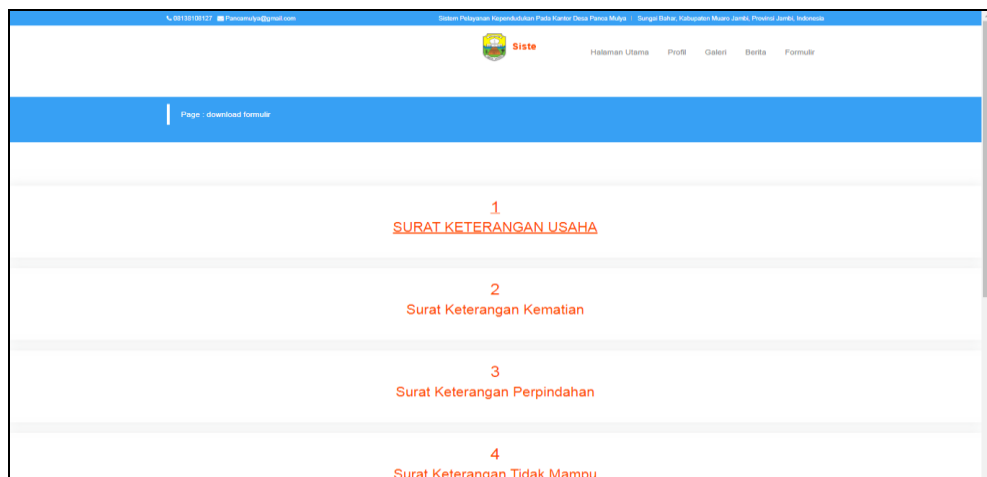 08130108127 Pancamulya@gmail.com Sistem Pelayanan Kependudukan Pada Kantor Desa Panca Mulya | Sungai Bahar, Kabupaten Muaro Jambi, Provinsi Jambi, Indonesia
Siste Halaman Utama Profil Galeri Berita Formulir
Page : download formulir
1
SURAT KETERANGAN USAHA
2
Surat Keterangan Kematian
3
Surat Keterangan Perpindahan
4
Surat Keterangan Tidak Mampu